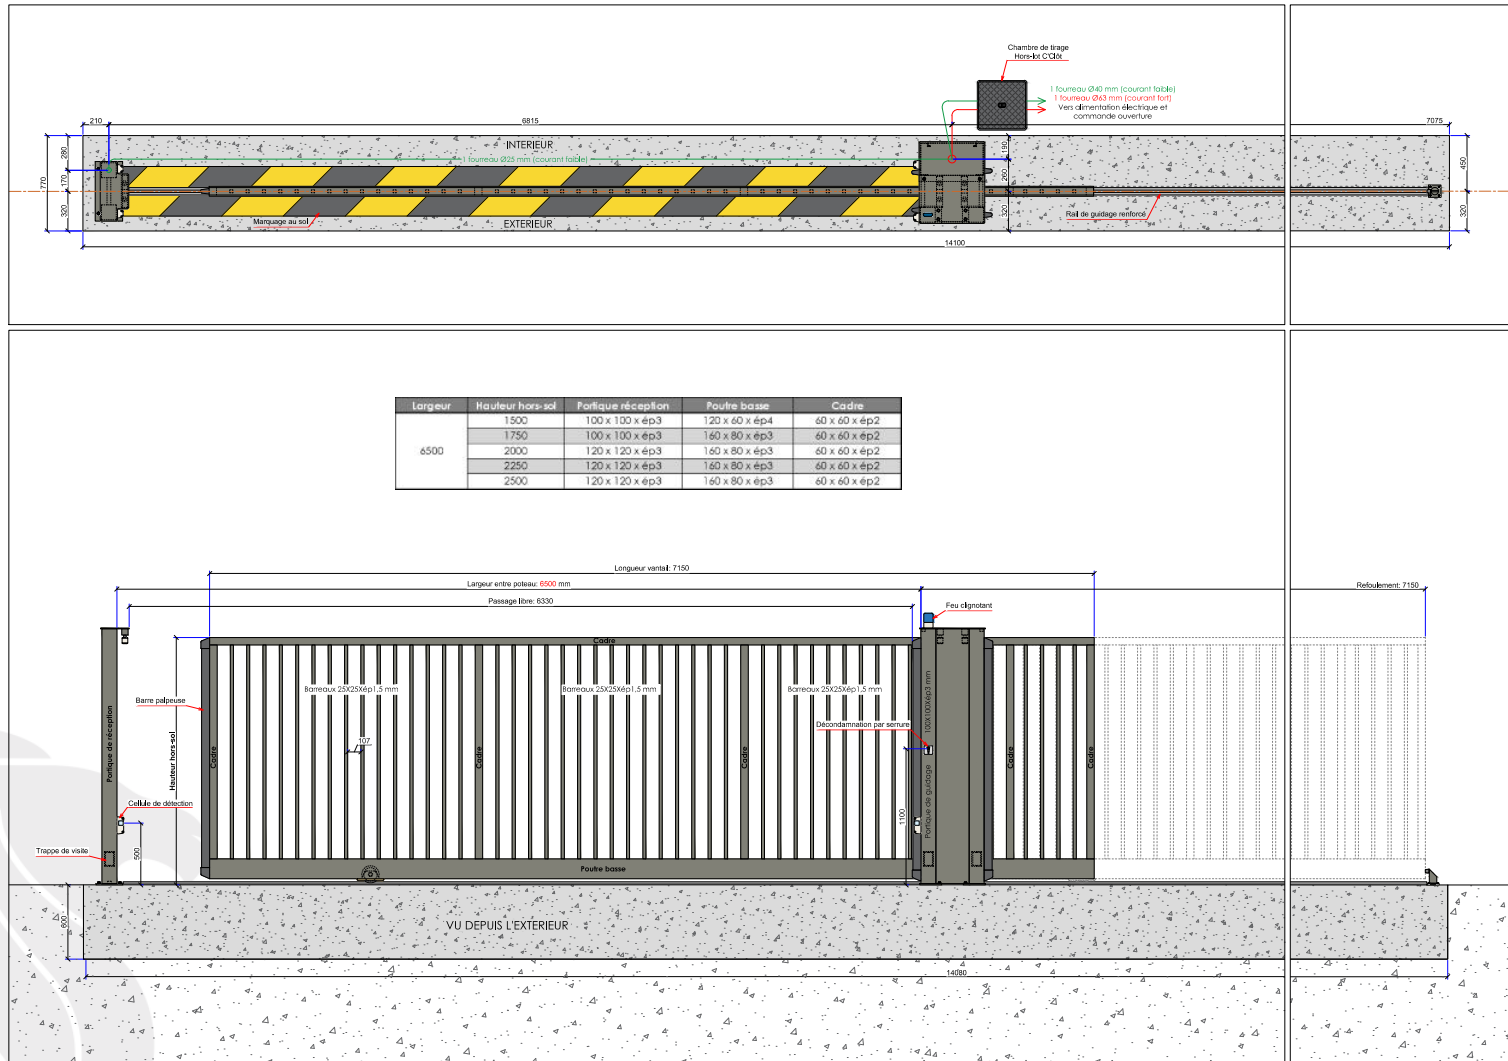 Chambre de tirage
Hors-lot C'Clôt
1 fourreau Ø40 mm (courant faible)
1 fourreau Ø63 mm (courant fort)
Vers alimentation électrique et
commande ouverture
210
6815
7075
INTERIEUR
1 fourreau Ø25 mm (courant faible)
280
170
320
770
190
260
320
450
320
Marquage au sol
EXTERIEUR
Rail de guidage renforcé
14100
Largeur Hauteur hors-sol Portique réception Poutre basse Cadre
6500
1500 100 x 100 x ép3 120 x 60 x ép4 60 x 60 x ép2
1750 100 x 100 x ép3 160 x 80 x ép3 60 x 60 x ép2
2000 120 x 120 x ép3 160 x 80 x ép3 60 x 60 x ép2
2250 120 x 120 x ép3 160 x 80 x ép3 60 x 60 x ép2
2500 120 x 120 x ép3 160 x 80 x ép3 60 x 60 x ép2
Longueur vantail: 7150
Largeur entre poteau: 6500 mm
Refoulement: 7150
Passage libre: 6330
Feu clignotant
Cadre
Barreaux 25X25Xép1,5 mm
Barreaux 25X25Xép1,5 mm
Barreaux 25X25Xép1,5 mm
Barre palpeuse
Décondamnation par serrure
107
Portique de réception
Hauteur hors-sol
Cadre
Cadre
Cadre
100X100Xép3 mm
Portique de guidage
Cadre
Cadre
Cellule de détection
1100
500
Trappe de visite
Poutre basse
600
VU DEPUIS L'EXTERIEUR
14080